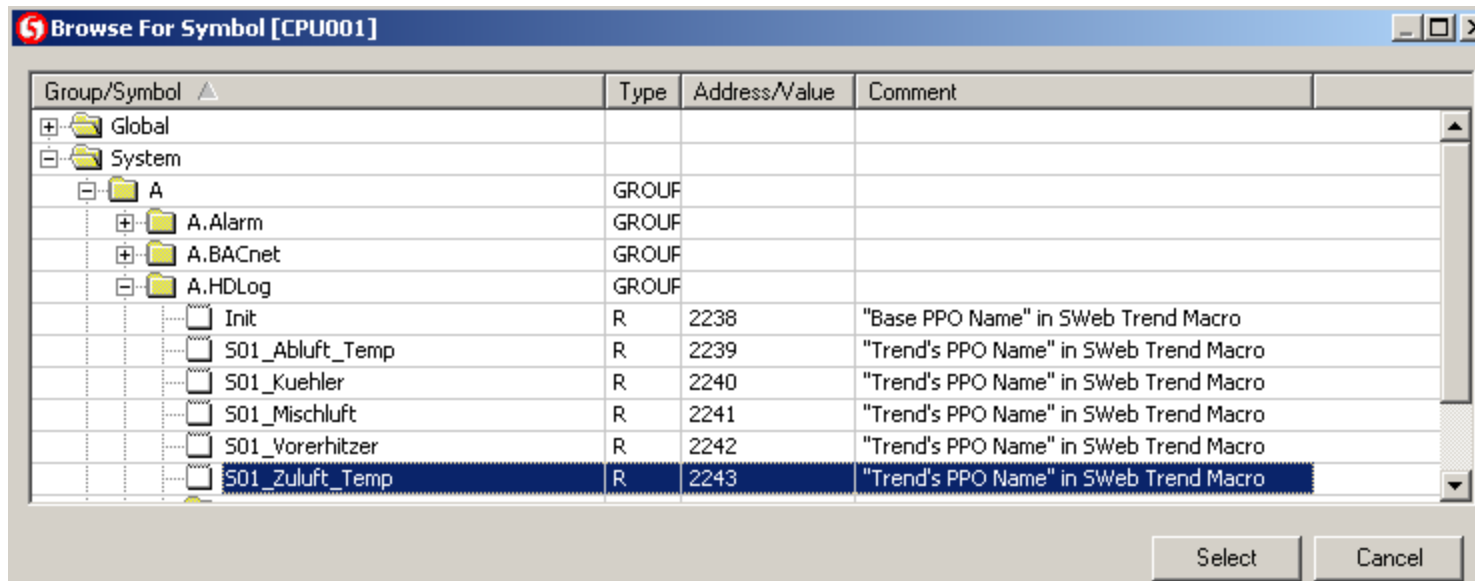 Browse For Symbol [CPU001]
Group/Symbol Type Address/Value Comment
Global
System
A GROUP
A.Alarm GROUP
A.BACnet GROUP
A.HDLog GROUP
Init R 2238 "Base PPO Name" in SWeb Trend Macro
S01_Abluft_Temp R 2239 "Trend's PPO Name" in SWeb Trend Macro
S01_Kuehler R 2240 "Trend's PPO Name" in SWeb Trend Macro
S01_Mischluft R 2241 "Trend's PPO Name" in SWeb Trend Macro
S01_Vorerhitzer R 2242 "Trend's PPO Name" in SWeb Trend Macro
S01_Zuluft_Temp R 2243 "Trend's PPO Name" in SWeb Trend Macro
Select Cancel